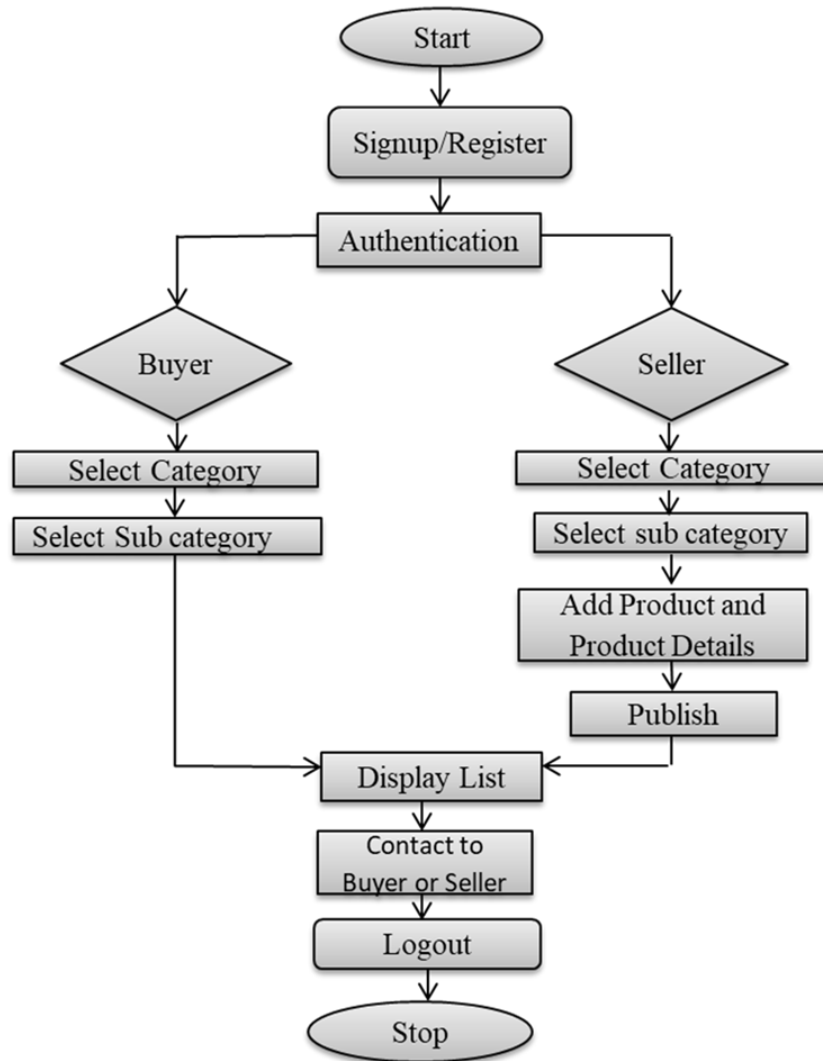 Start
Signup/Register
Authentication
Buyer
Seller
Select Category
Select Category
Select Sub category
Select sub category
Add Product and
Product Details
Publish
Display List
Contact to
Buyer or Seller
Logout
Stop